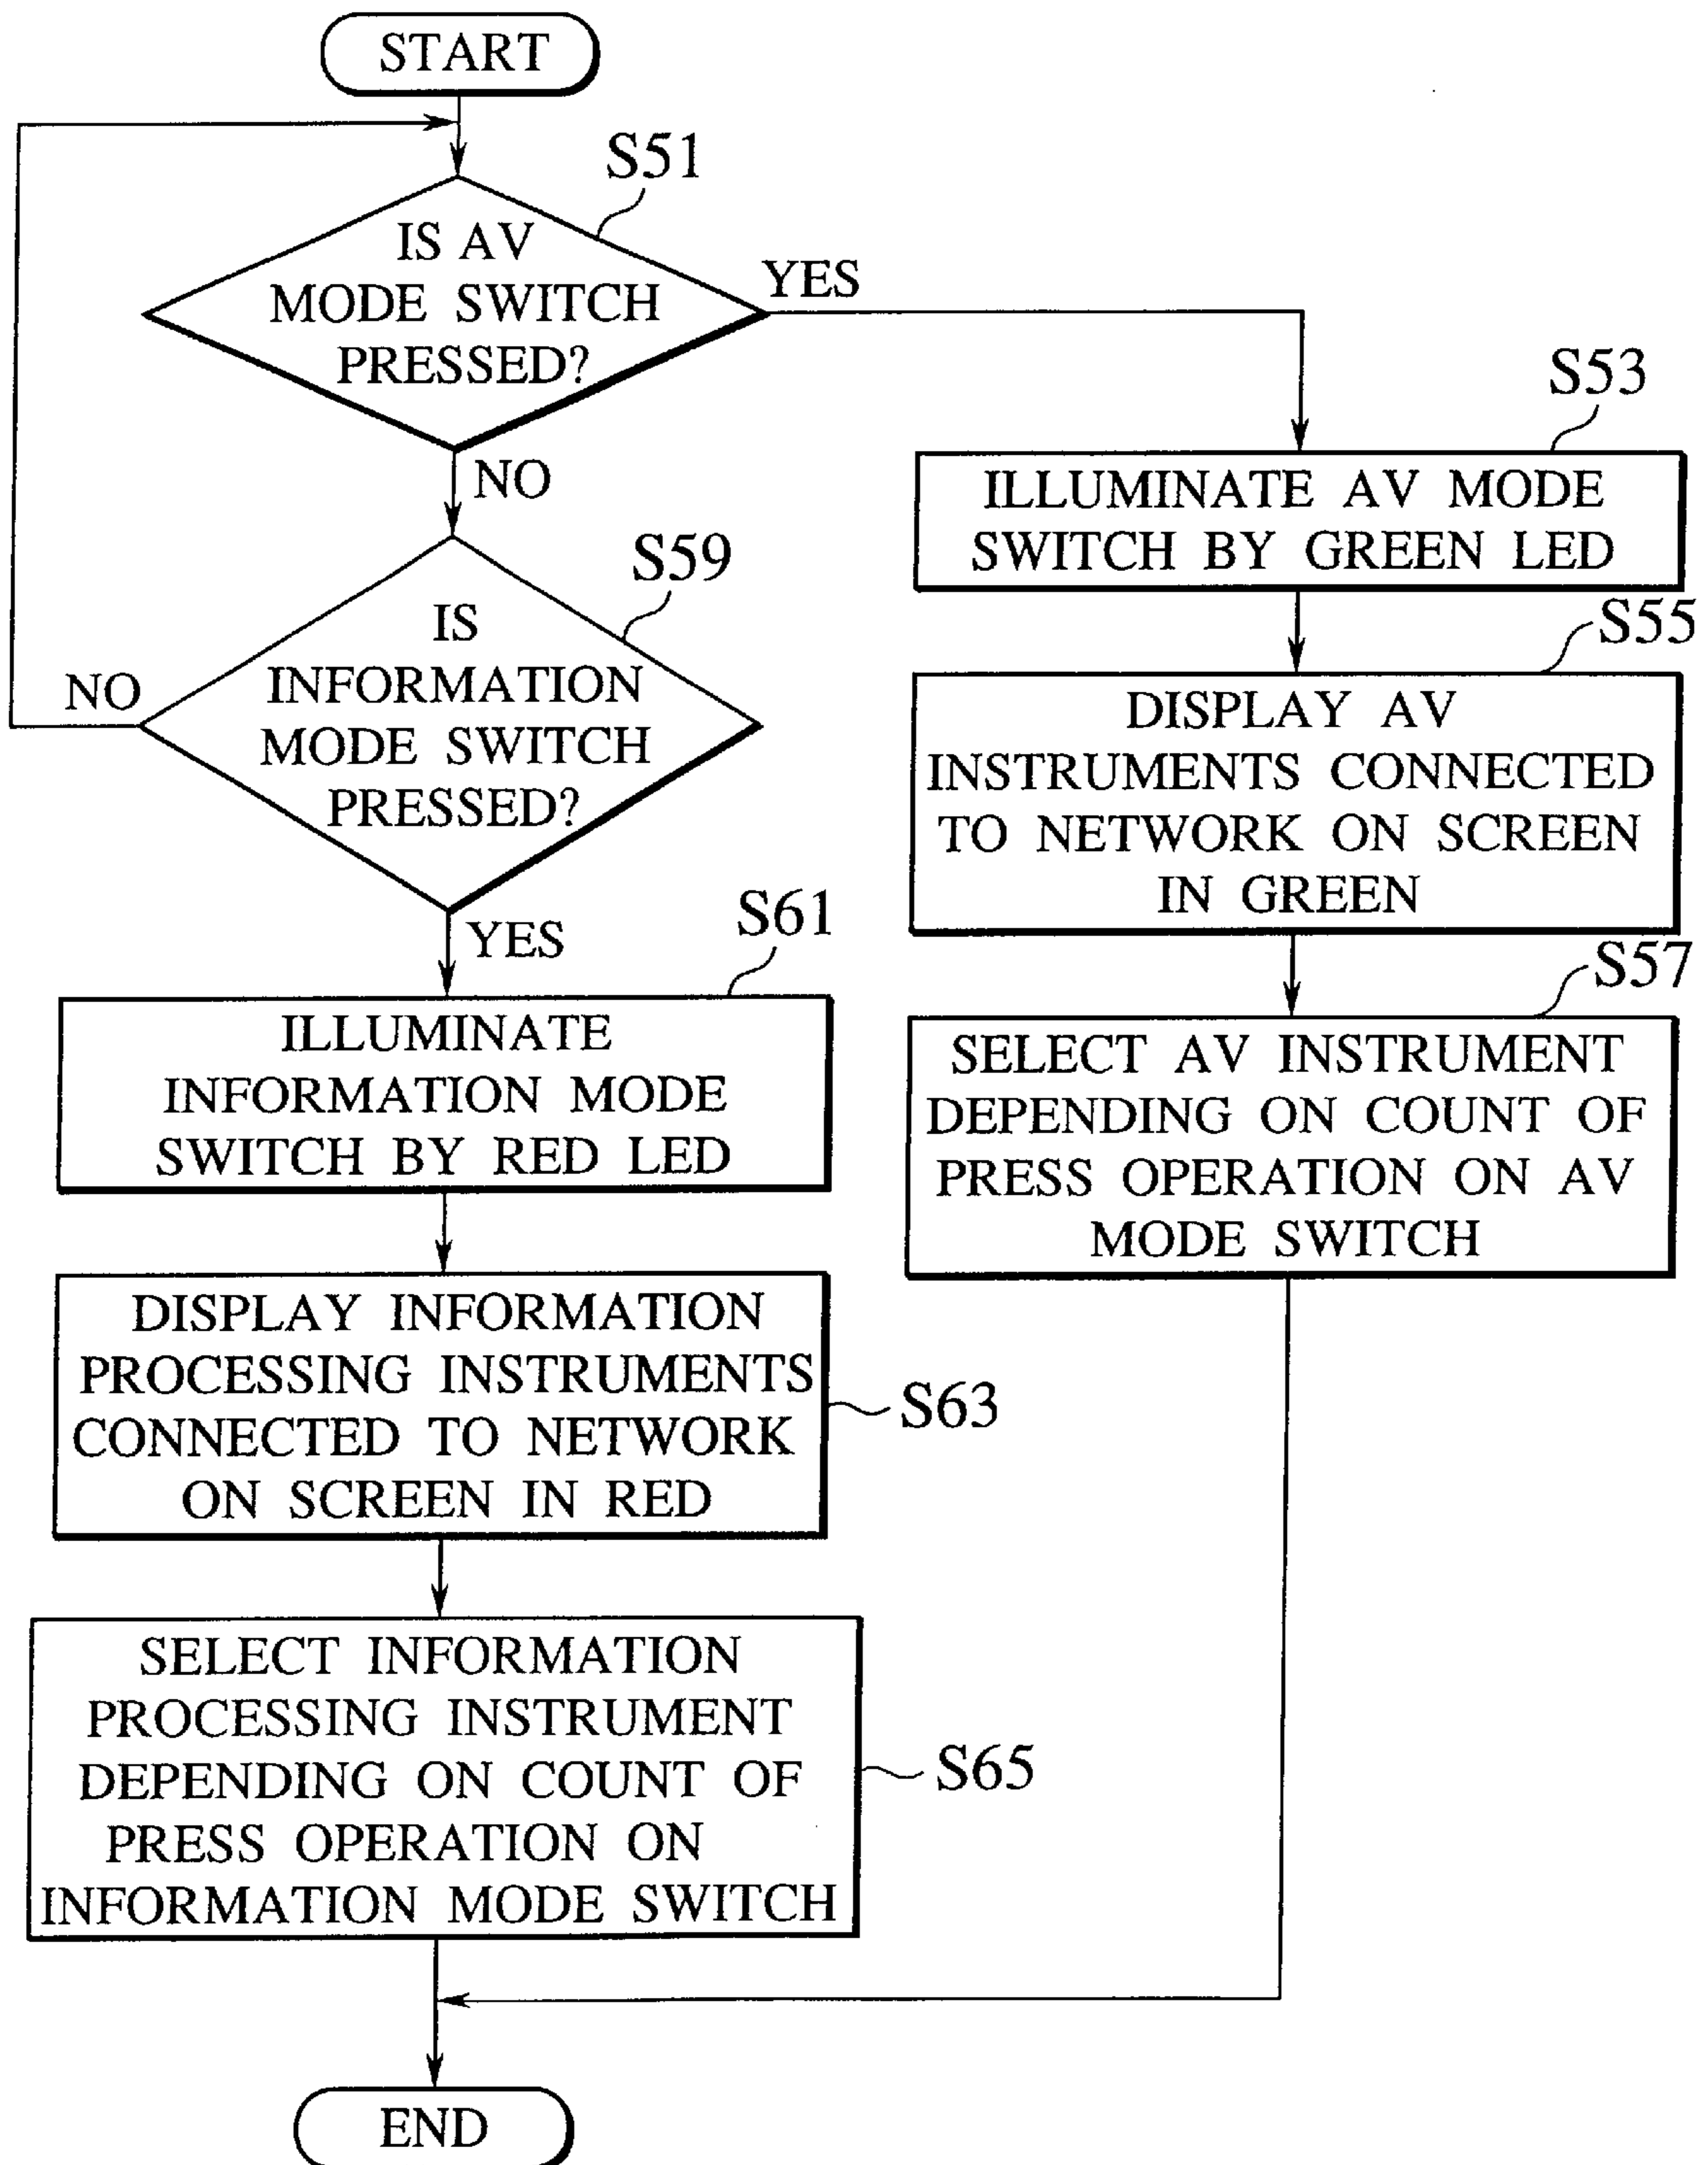 START
S51
IS AV
MODE SWITCH
PRESSED?
YES
NO
S53
ILLUMINATE AV MODE
SWITCH BY GREEN LED
S55
DISPLAY AV
INSTRUMENTS CONNECTED
TO NETWORK ON SCREEN
IN GREEN
S57
SELECT AV INSTRUMENT
DEPENDING ON COUNT OF
PRESS OPERATION ON AV
MODE SWITCH
S59
IS
INFORMATION
MODE SWITCH
PRESSED?
NO
YES
S61
ILLUMINATE
INFORMATION MODE
SWITCH BY RED LED
DISPLAY INFORMATION
PROCESSING INSTRUMENTS
CONNECTED TO NETWORK
ON SCREEN IN RED
S63
SELECT INFORMATION
PROCESSING INSTRUMENT
DEPENDING ON COUNT OF
PRESS OPERATION ON
INFORMATION MODE SWITCH
S65
END